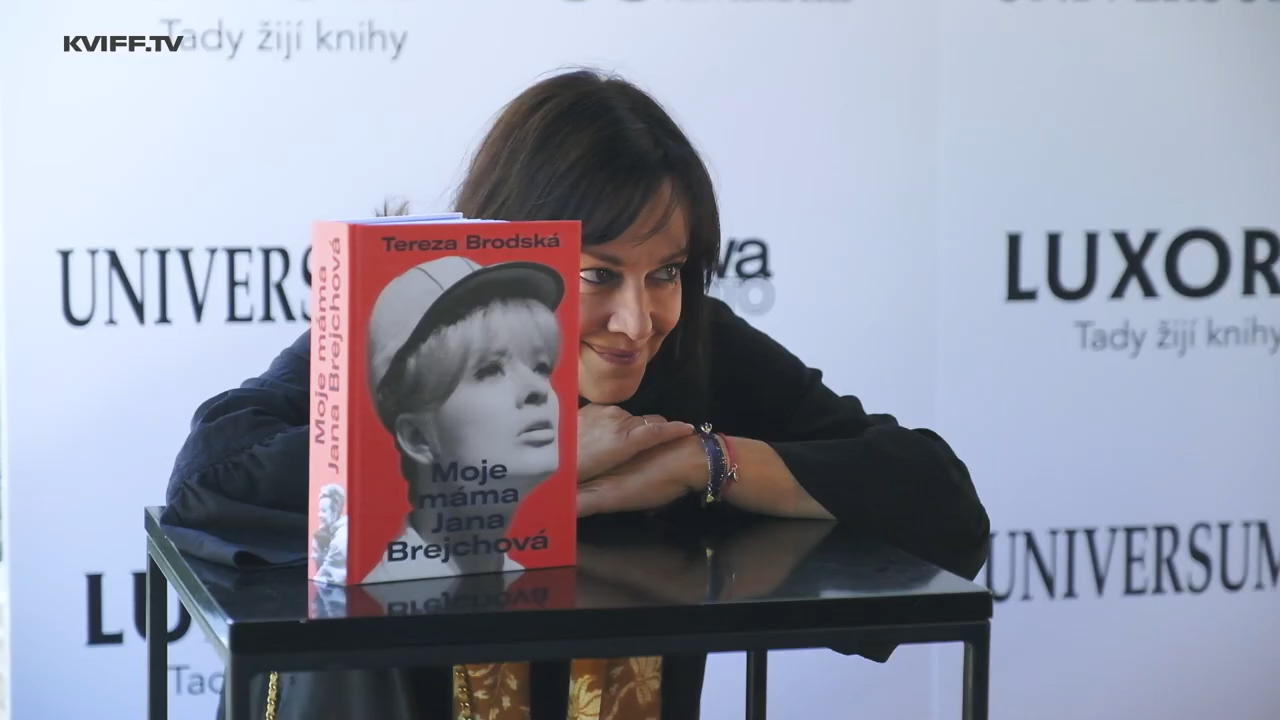 KVIFF.TV
Tady žijí knihy
UNIVERS
LUXOR
Tady žijí knihy
Tereza Brodská
Moje máma
Jana Brejchová
Moje
máma
Jana
Brejchová
UNIVERSUM
LU
Tad